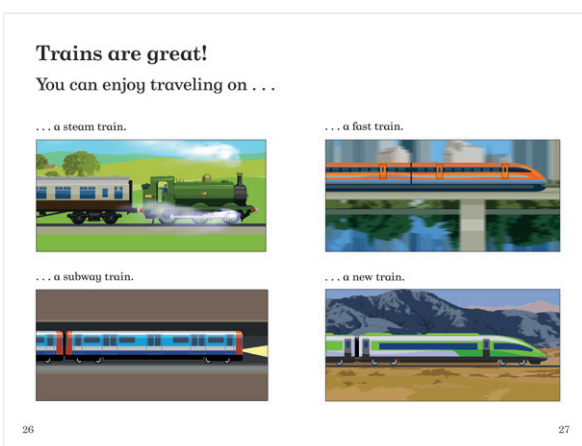 Trains are great!
You can enjoy traveling on . . .
. . . a steam train.
. . . a fast train.
. . . a subway train.
. . . a new train.
26
27